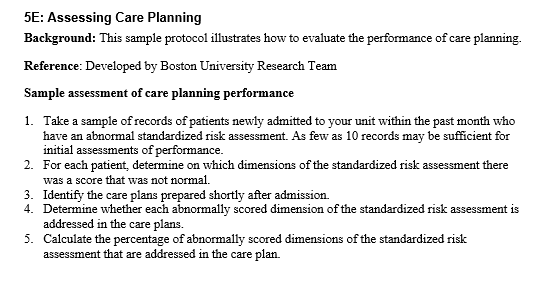 5E: Assessing Care Planning
Background: This sample protocol illustrates how to evaluate the performance of care planning.
Reference: Developed by Boston University Research Team
Sample assessment of care planning performance
1. Take a sample of records of patients newly admitted to your unit within the past month who
have an abnormal standardized risk assessment. As few as 10 records may be sufficient for
initial assessments of performance.
2. For each patient, determine on which dimensions of the standardized risk assessment there
was a score that was not normal.
3. Identify the care plans prepared shortly after admission.
4. Determine whether each abnormally scored dimension of the standardized risk assessment is
addressed in the care plans.
5. Calculate the percentage of abnormally scored dimensions of the standardized risk
assessment that are addressed in the care plan.